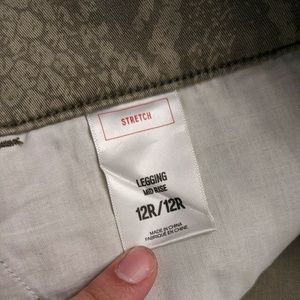 STRETCH
LEGGING
MID RISE
12R/12R
MADE IN CHINA
FABRIQUÉ EN CHINE